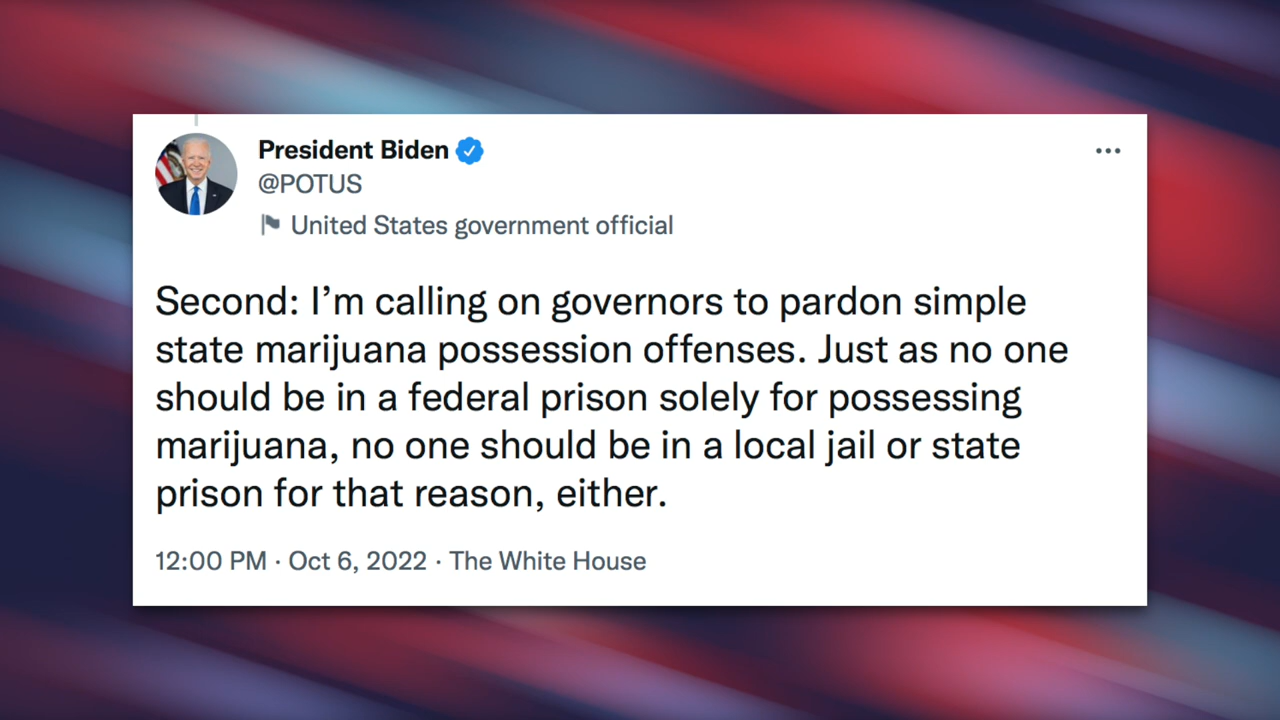 President Biden
@POTUS
United States government official
Second: I’m calling on governors to pardon simple
state marijuana possession offenses. Just as no one
should be in a federal prison solely for possessing
marijuana, no one should be in a local jail or state
prison for that reason, either.
12:00 PM · Oct 6, 2022 · The White House